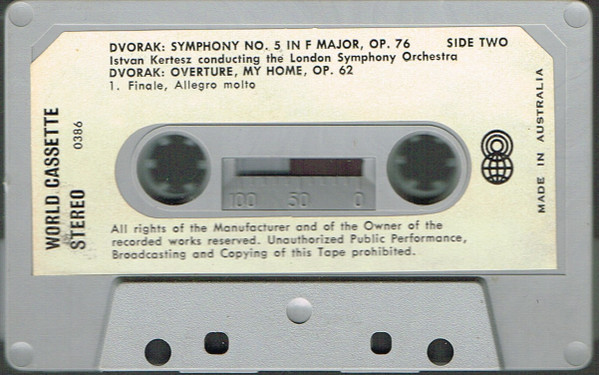 DVORAK: SYMPHONY NO. 5 IN F MAJOR, OP. 76 SIDE TWO
Istvan Kertesz conducting the London Symphony Orchestra
DVORAK: OVERTURE, MY HOME, OP. 62
1. Finale, Allegro molto
WORLD CASSETTE
STEREO 0386
100 50 0
MADE IN AUSTRALIA
All rights of the Manufacturer and of the Owner of the
recorded works reserved. Unauthorized Public Performance,
Broadcasting and Copying of this Tape prohibited.